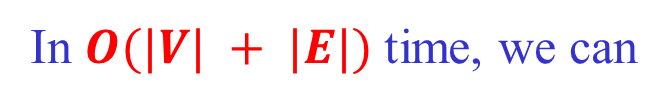 In O(|V| + |E|) time, we can